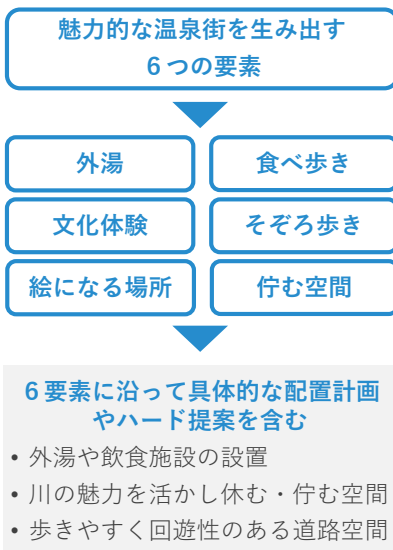 魅力的な温泉街を生み出す
6つの要素
外湯
食べ歩き
文化体験
そぞろ歩き
絵になる場所
佇む空間
6要素に沿って具体的な配置計画
やハード提案を含む
• 外湯や飲食施設の設置
• 川の魅力を活かし休む・佇む空間
• 歩きやすく回遊性のある道路空間